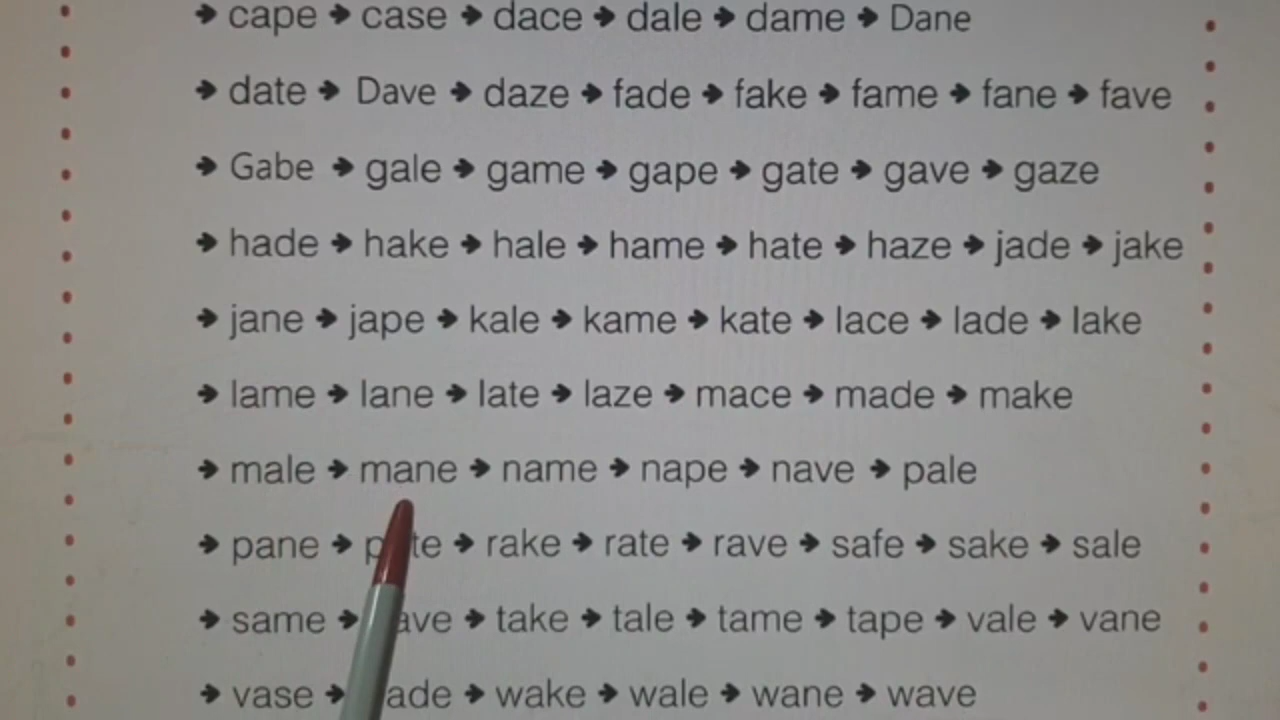 → cape → case → dace → dale → dame → Dane
→ date → Dave → daze → fade → fake → fame → fane → fave
→ Gabe → gale → game → gape → gate → gave → gaze
→ hade → hake → hale → hame → hate → haze → jade → jake
→ jane → jape → kale → kame → kate → lace → lade → lake
→ lame → lane → late → laze → mace → made → make
→ male → mane → name → nape → nave → pale
→ pane → → rake → rate → rave → safe → sake → sale
→ same → → take → tale → tame → tape → vale → vane
→ vase → → wake → wale → wane → wave